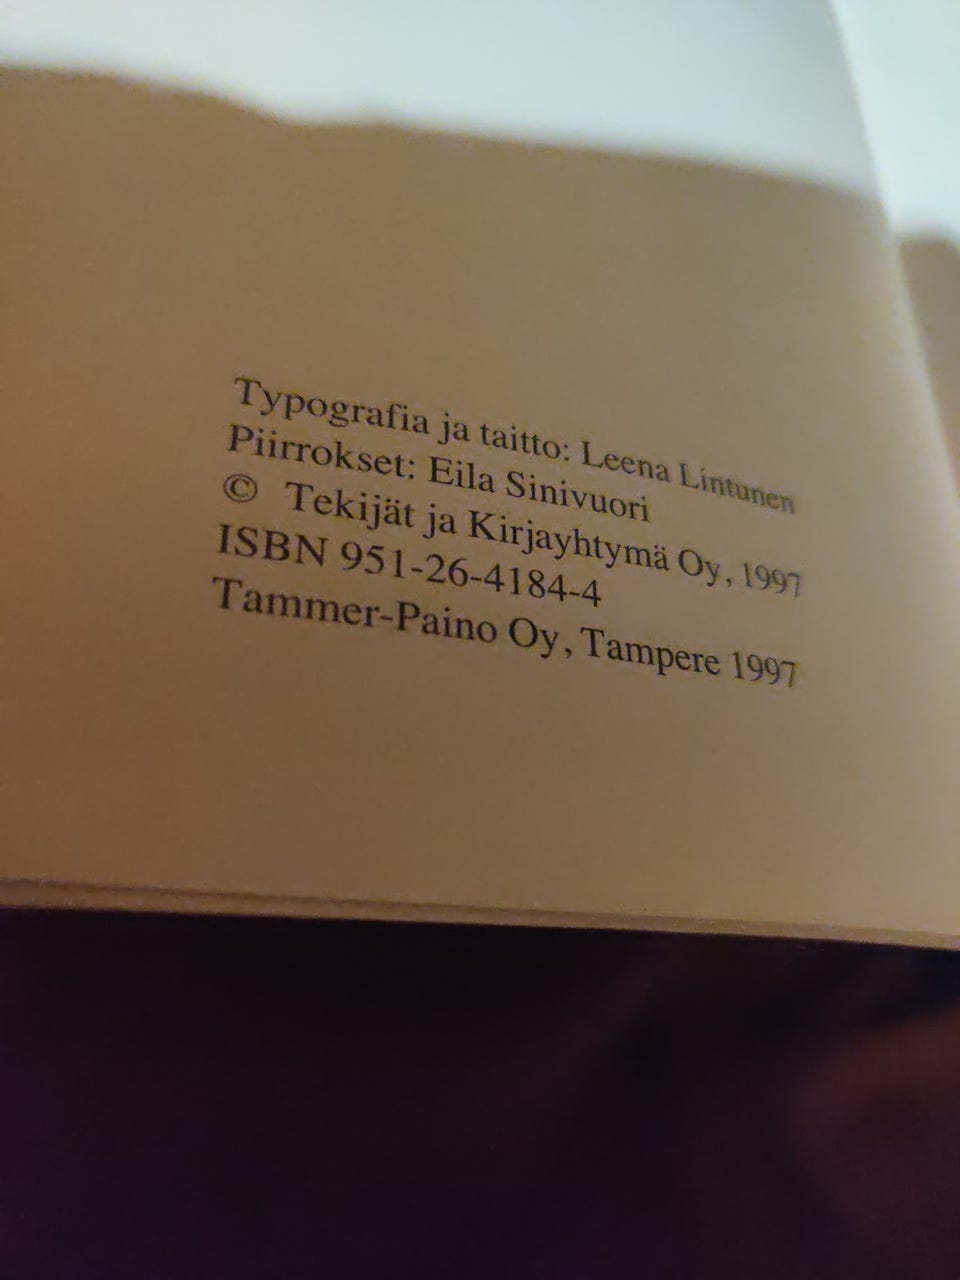 Typografia ja taitto: Leena Lintunen
Piirrokset: Eila Sinivuori
© Tekijät ja Kirjayhtymä Oy, 1997
ISBN 951-26-4184-4
Tammer-Paino Oy, Tampere 1997